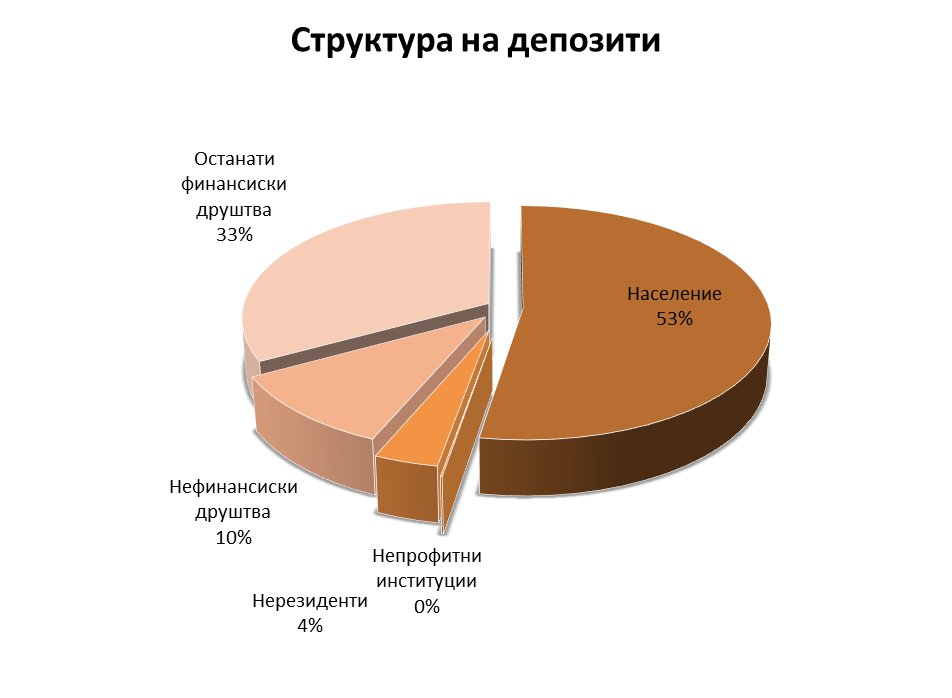 Структура на депозити
Останати
финансиски
друштва
33%
Население
53%
Нефинансиски
друштва
10%
Непрофитни
институции
0%
Нерезиденти
4%